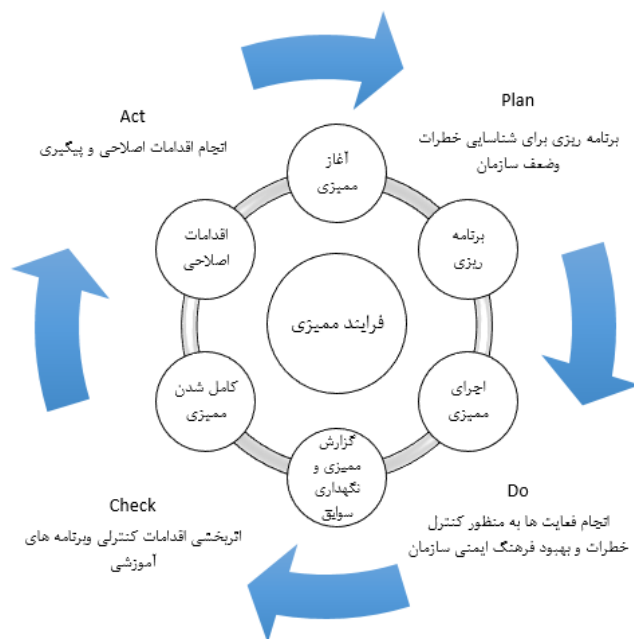 Act
انجام اقدامات اصلاحی و پیگیری
Plan
برنامه ریزی برای شناسایی خطرات
وضعف سازمان
آغاز
ممیزی
برنامه
ریزی
اجرای
ممیزی
گزارش
ممیزی و
نگهداری
سوابق
کامل شدن
ممیزی
اقدامات
اصلاحی
فرایند ممیزی
Do
انجام فعالیت ها به منظور کنترل
خطرات و بهبود فرهنگ ایمنی سازمان
Check
اثربخشی اقدامات کنترلی وبرنامه های
آموزشی